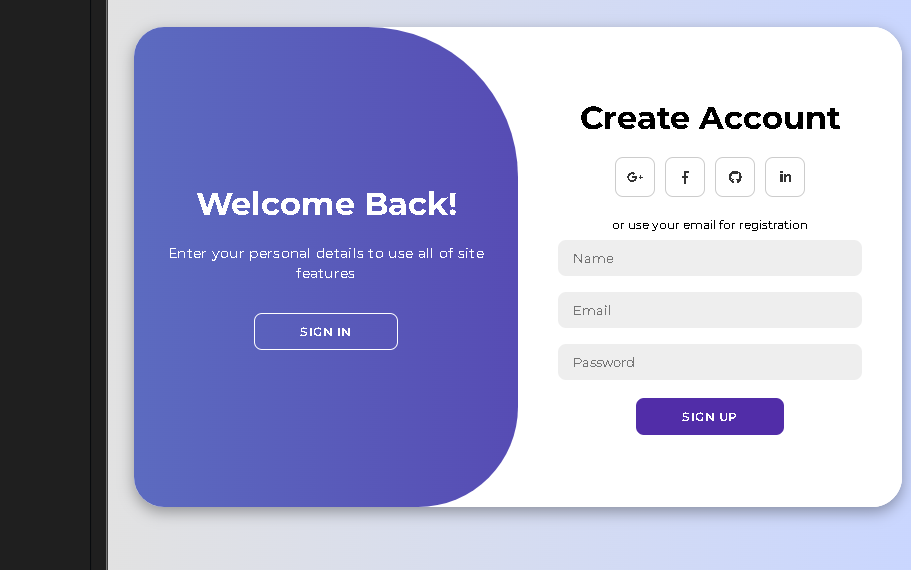 Welcome Back!
Enter your personal details to use all of site
features
SIGN IN
Create Account
G+
f
in
or use your email for registration
Name
Email
Password
SIGN UP